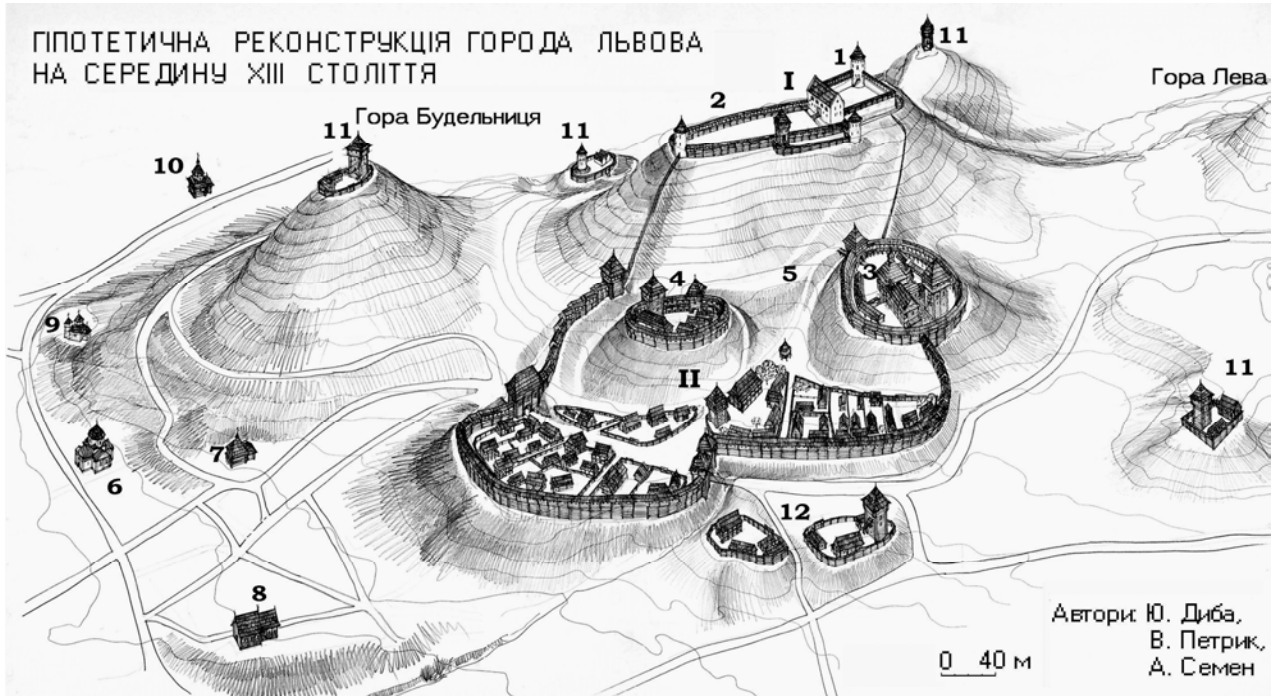 ГІПОТЕТИЧНА РЕКОНСТРУКЦІЯ ГОРОДА ЛЬВОВА
НА СЕРЕДИНУ XIII СТОЛІТТЯ
11
1
I
Гора Лева
2
Гора Будельниця
11
11
10
3
4
5
9
II
11
7
6
12
8
Автори: Ю. Диба,
В. Петрик,
А. Семен
0 40 м